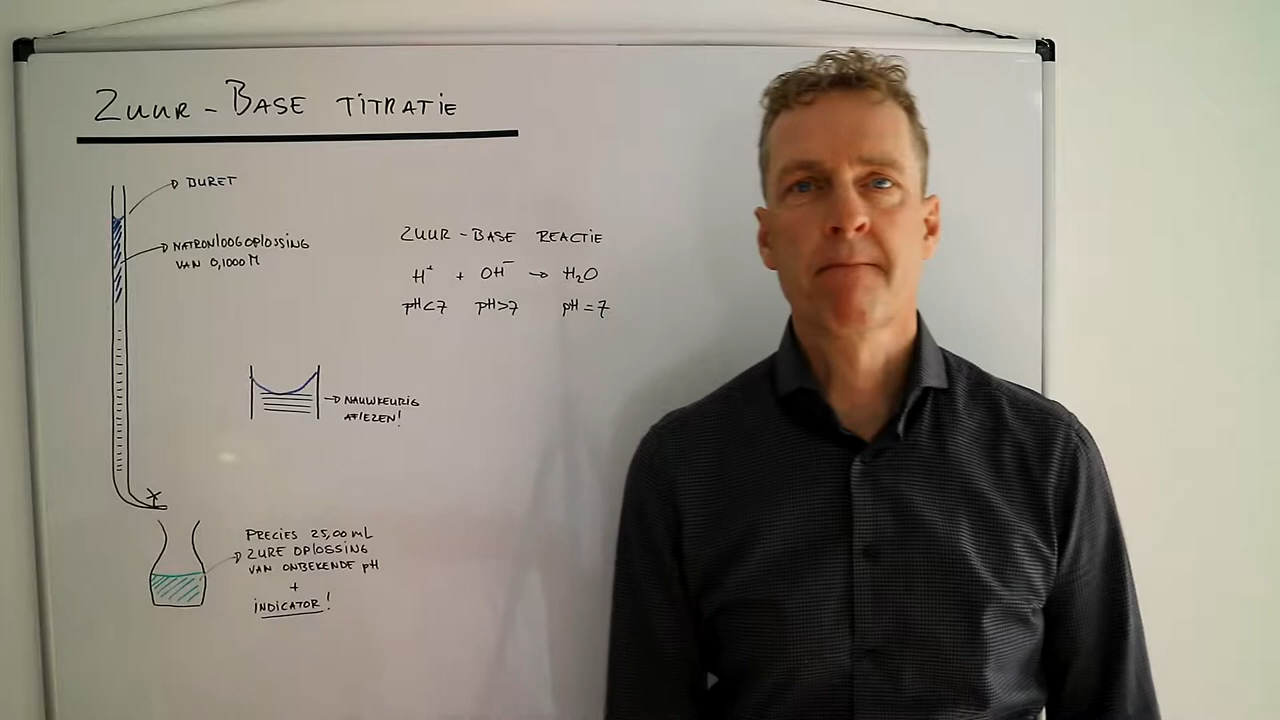 ZUUR - BASE TITRATIE
BURET
NATRONLOOGOPLOSSING
VAN 0,1000 M
ZUUR - BASE REACTIE
H⁺ + OH⁻ → H₂O
pH<7 pH>7 pH = 7
NAUWKEURIG
AFLEZEN!
PRECIES 25,00 mL
ZURE OPLOSSING
VAN ONBEKENDE pH
+
INDICATOR!